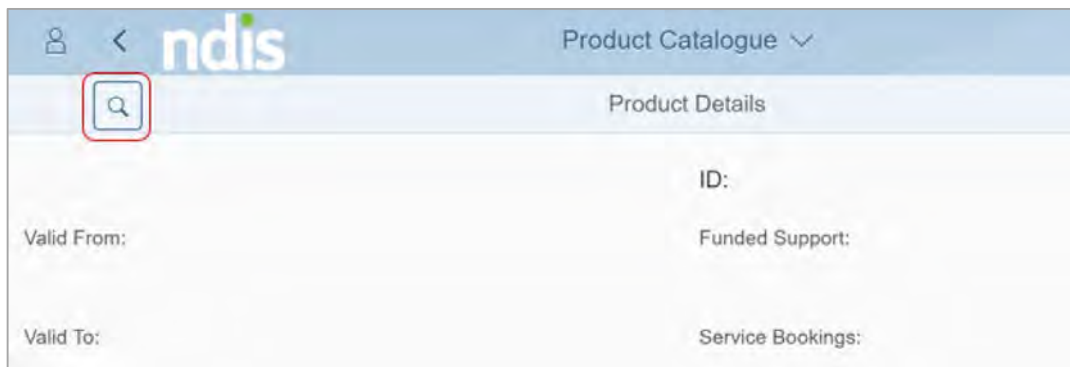 ndis
Product Catalogue
Product Details
ID:
Valid From:
Funded Support:
Valid To:
Service Bookings: